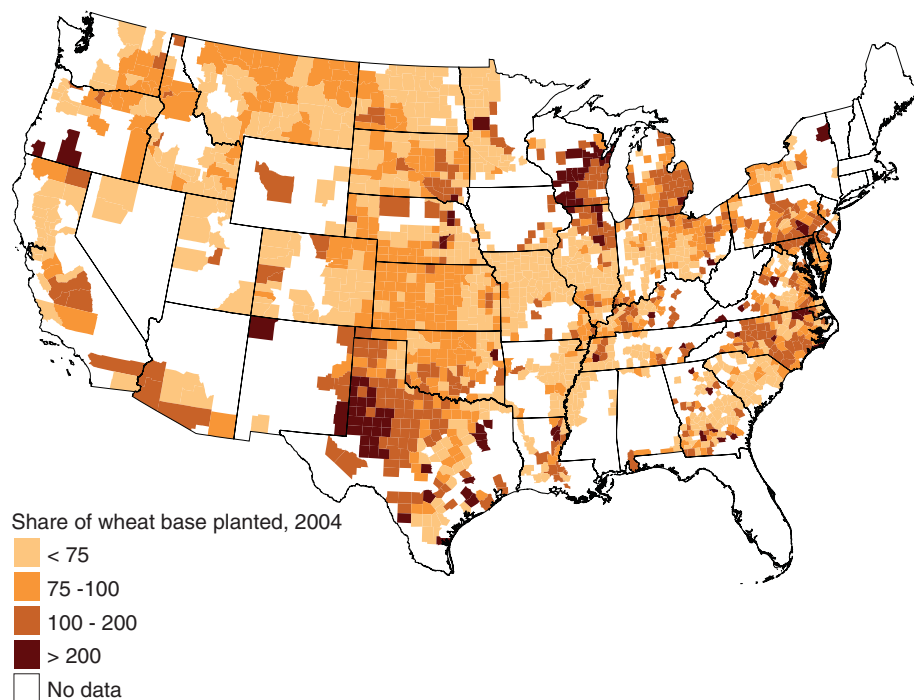 Share of wheat base planted, 2004
< 75
75 -100
100 - 200
> 200
No data